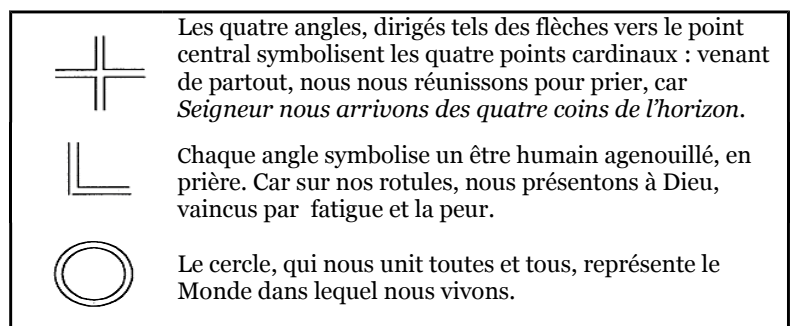 Les quatre angles, dirigés tels des flèches vers le point
central symbolisent les quatre points cardinaux : venant
de partout, nous nous réunissons pour prier, car
Seigneur nous arrivons des quatre coins de l’horizon.
Chaque angle symbolise un être humain agenouillé, en
prière. Car sur nos rotules, nous présentons à Dieu,
vaincus par fatigue et la peur.
Le cercle, qui nous unit toutes et tous, représente le
Monde dans lequel nous vivons.